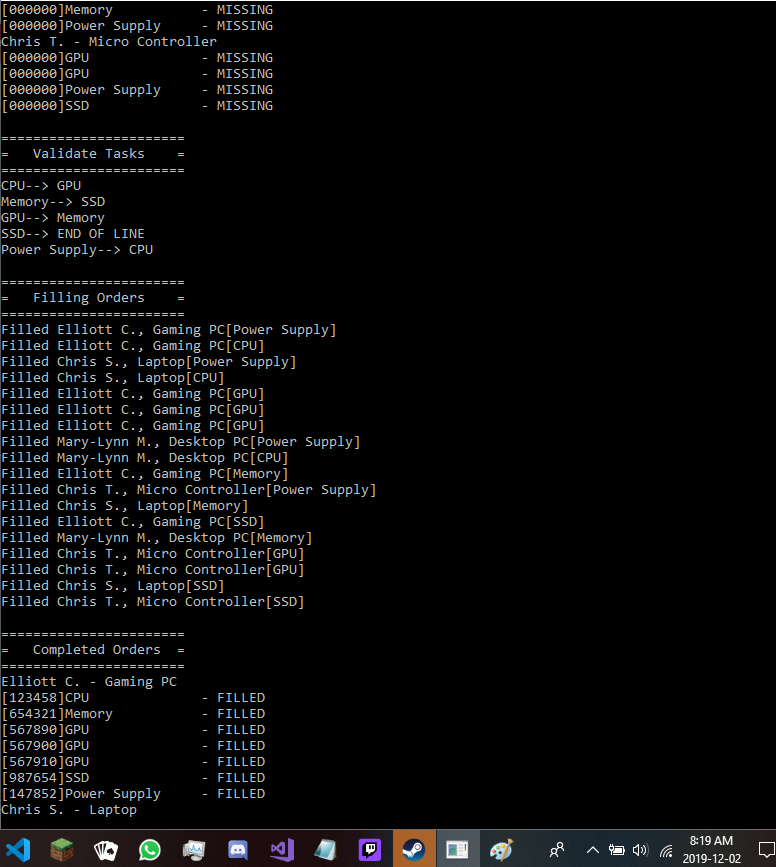 [000000]Memory              - MISSING
[000000]Power Supply     - MISSING
Chris T. - Micro Controller
[000000]GPU              - MISSING
[000000]GPU              - MISSING
[000000]Power Supply     - MISSING
[000000]SSD              - MISSING
=======================
=   Validate Tasks    =
=======================
CPU--> GPU
Memory--> SSD
GPU--> Memory
SSD--> END OF LINE
Power Supply--> CPU
=======================
=   Filling Orders    =
=======================
Filled Elliott C., Gaming PC[Power Supply]
Filled Elliott C., Gaming PC[CPU]
Filled Chris S., Laptop[Power Supply]
Filled Chris S., Laptop[CPU]
Filled Elliott C., Gaming PC[GPU]
Filled Elliott C., Gaming PC[GPU]
Filled Elliott C., Gaming PC[GPU]
Filled Mary-Lynn M., Desktop PC[Power Supply]
Filled Mary-Lynn M., Desktop PC[CPU]
Filled Elliott C., Gaming PC[Memory]
Filled Chris T., Micro Controller[Power Supply]
Filled Chris S., Laptop[Memory]
Filled Elliott C., Gaming PC[SSD]
Filled Mary-Lynn M., Desktop PC[Memory]
Filled Chris T., Micro Controller[GPU]
Filled Chris T., Micro Controller[GPU]
Filled Chris S., Laptop[SSD]
Filled Chris T., Micro Controller[SSD]
=======================
=   Completed Orders  =
=======================
Elliott C. - Gaming PC
[123458]CPU              - FILLED
[654321]Memory           - FILLED
[567890]GPU              - FILLED
[567900]GPU              - FILLED
[567910]GPU              - FILLED
[987654]SSD              - FILLED
[147852]Power Supply     - FILLED
Chris S. - Laptop
8:19 AM
2019-12-02